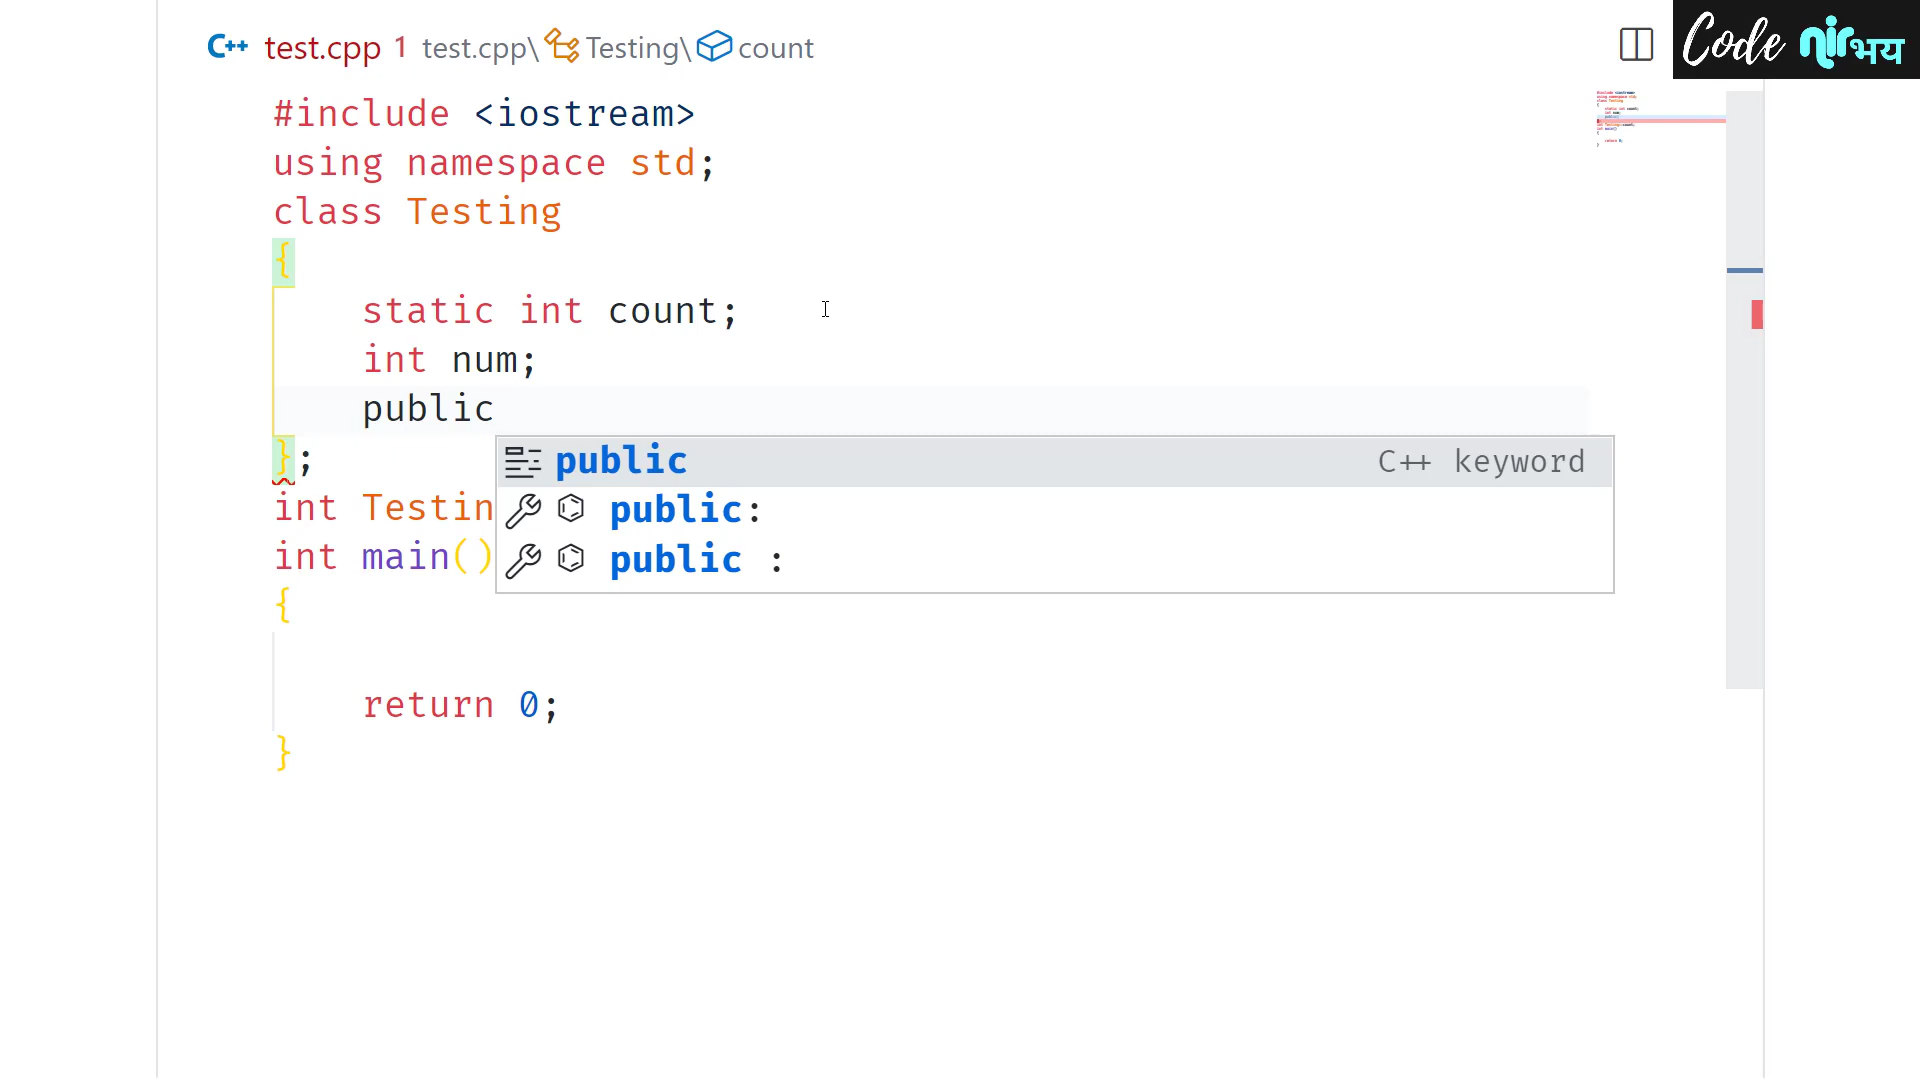 C++ test.cpp 1 test.cpp\Testing\count
Code nirभय
#include <iostream>
using namespace std;
class Testing
{
static int count;
int num;
public
};
public C++ keyword
public:
public :
int Testin
int main()
{
return 0;
}